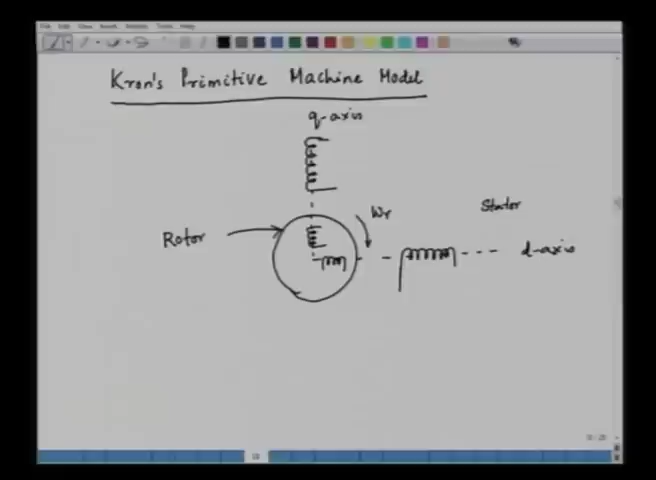 Kron's Primitive Machine Model
q-axis
Wr
Stator
Rotor
d-axis